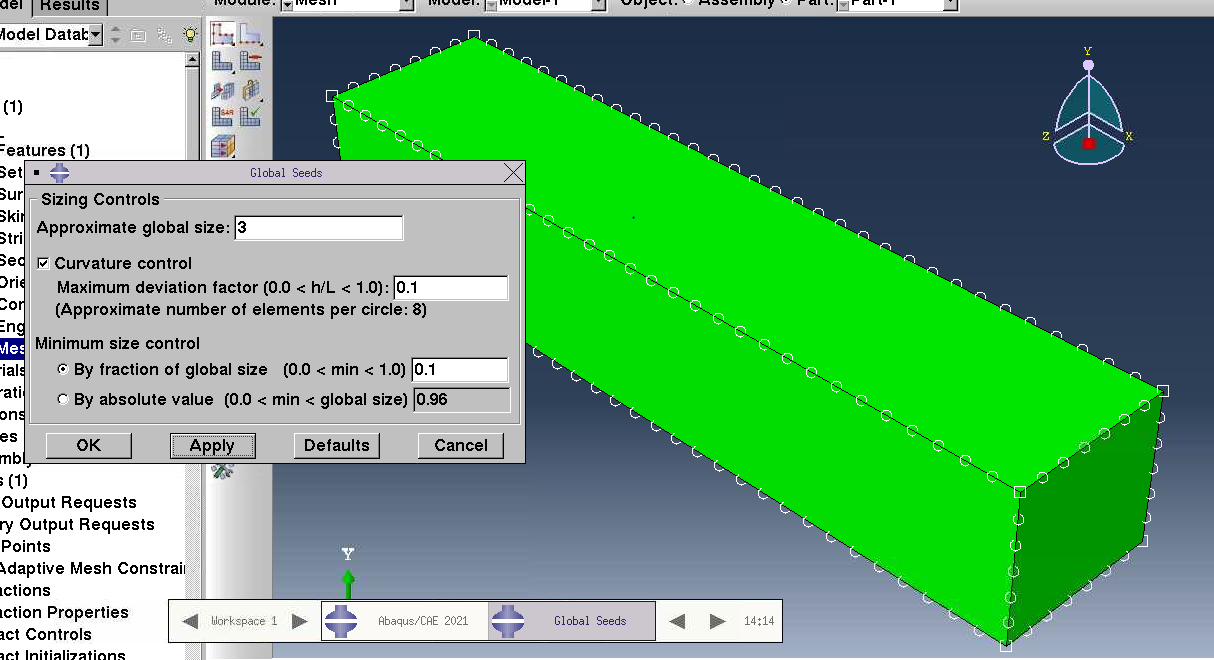 del Results Module: Mesh Model: Model-1 Object: Assembly Part: Part-1
Model Datab
(1)
Features (1)
Global Seeds
Sizing Controls
Approximate global size: 3
Curvature control
Maximum deviation factor (0.0 < h/L < 1.0): 0.1
(Approximate number of elements per circle: 8)
Minimum size control
By fraction of global size (0.0 < min < 1.0) 0.1
By absolute value (0.0 < min < global size) 0.96
OK Apply Defaults Cancel
Set
Sur
Skin
Stri
Sec
Orie
Con
Eng
Mes
rials
ratio
ons
es
mbly
s (1)
Output Requests
ry Output Requests
Points
Adaptive Mesh Constrain
actions
action Properties
act Controls
act Initializations
Y
Z
X
Y
Workspace 1 Abaqus/CAE 2021 Global Seeds 14:14